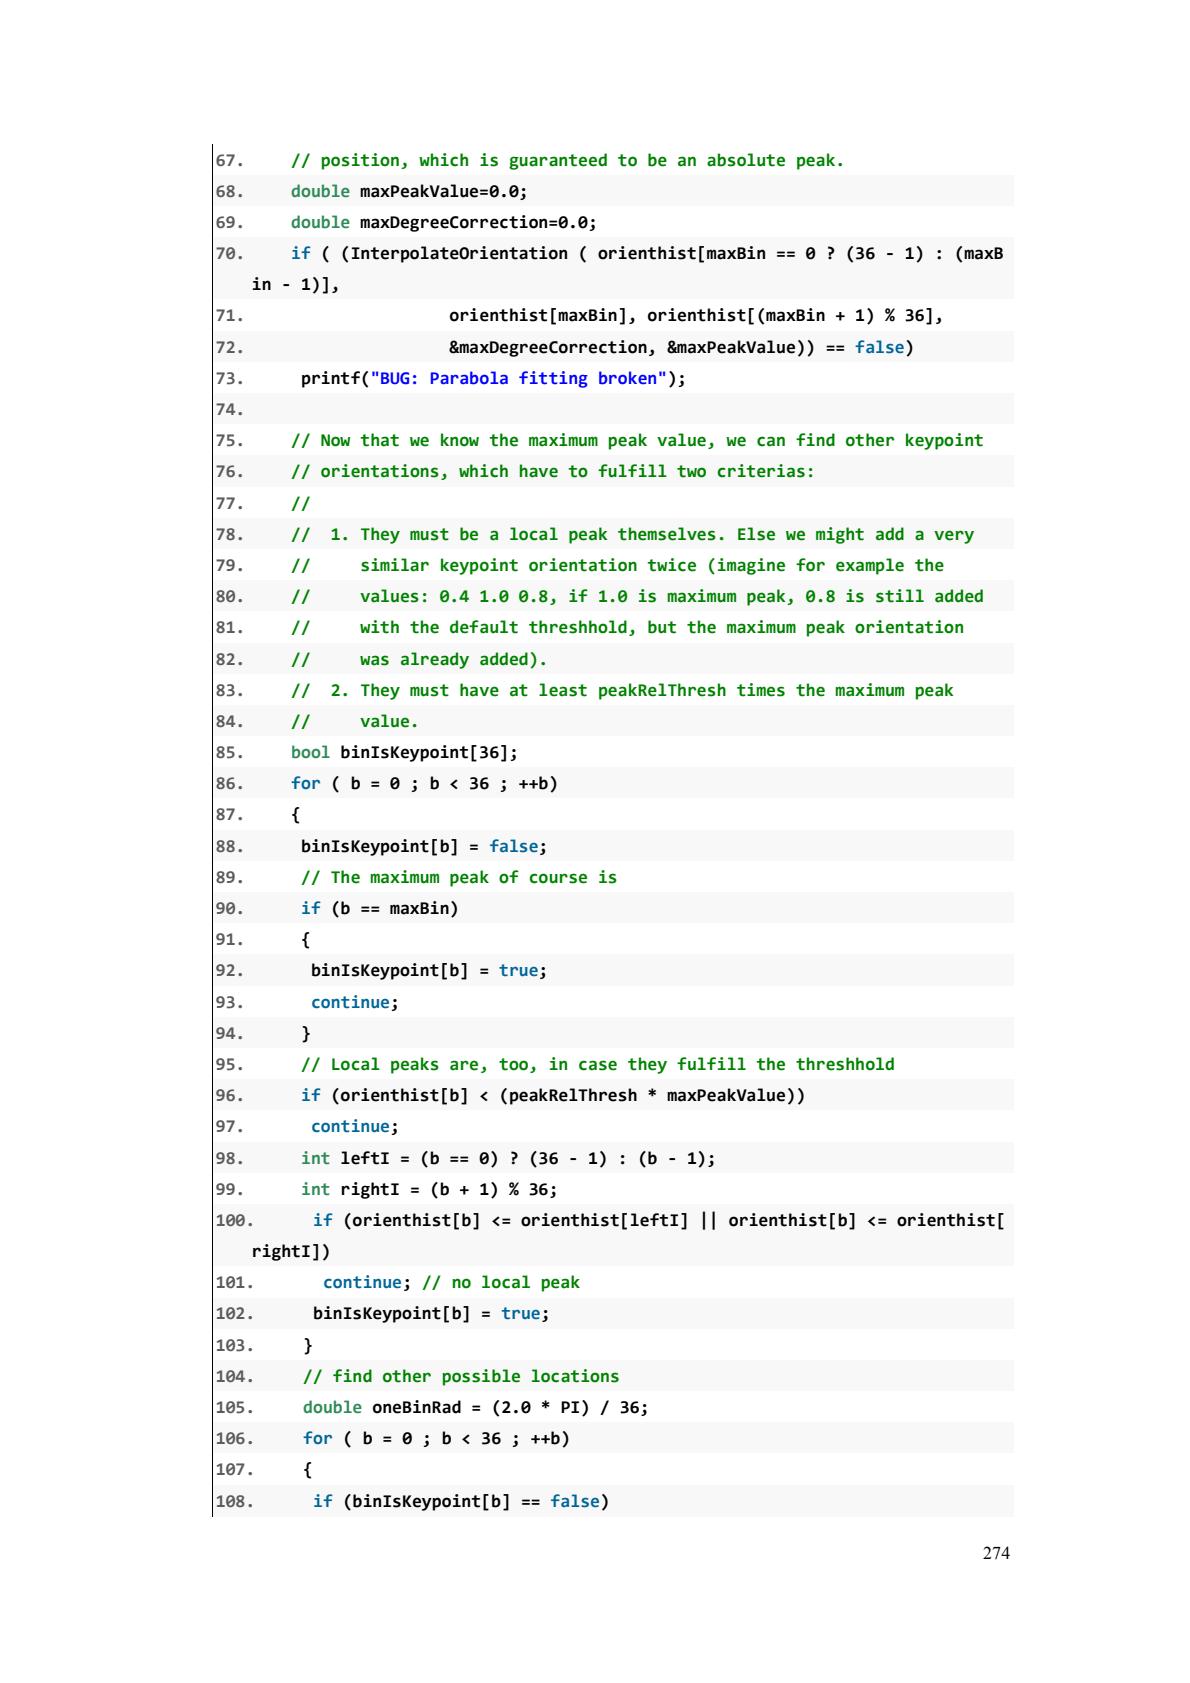 67. // position, which is guaranteed to be an absolute peak.
68. double maxPeakValue=0.0;
69. double maxDegreeCorrection=0.0;
70. if ( (InterpolateOrientation ( orienthist[maxBin == 0 ? (36 - 1) : (maxB
in - 1)],
71. orienthist[maxBin], orienthist[(maxBin + 1) % 36],
72. &maxDegreeCorrection, &maxPeakValue)) == false)
73. printf("BUG: Parabola fitting broken");
74.
75. // Now that we know the maximum peak value, we can find other keypoint
76. // orientations, which have to fulfill two criterias:
77. //
78. // 1. They must be a local peak themselves. Else we might add a very
79. // similar keypoint orientation twice (imagine for example the
80. // values: 0.4 1.0 0.8, if 1.0 is maximum peak, 0.8 is still added
81. // with the default threshhold, but the maximum peak orientation
82. // was already added).
83. // 2. They must have at least peakRelThresh times the maximum peak
84. // value.
85. bool binIsKeypoint[36];
86. for ( b = 0 ; b < 36 ; ++b)
87. {
88. binIsKeypoint[b] = false;
89. // The maximum peak of course is
90. if (b == maxBin)
91. {
92. binIsKeypoint[b] = true;
93. continue;
94. }
95. // Local peaks are, too, in case they fulfill the threshhold
96. if (orienthist[b] < (peakRelThresh * maxPeakValue))
97. continue;
98. int leftI = (b == 0) ? (36 - 1) : (b - 1);
99. int rightI = (b + 1) % 36;
100. if (orienthist[b] <= orienthist[leftI] || orienthist[b] <= orienthist[
rightI])
101. continue; // no local peak
102. binIsKeypoint[b] = true;
103. }
104. // find other possible locations
105. double oneBinRad = (2.0 * PI) / 36;
106. for ( b = 0 ; b < 36 ; ++b)
107. {
108. if (binIsKeypoint[b] == false)
274